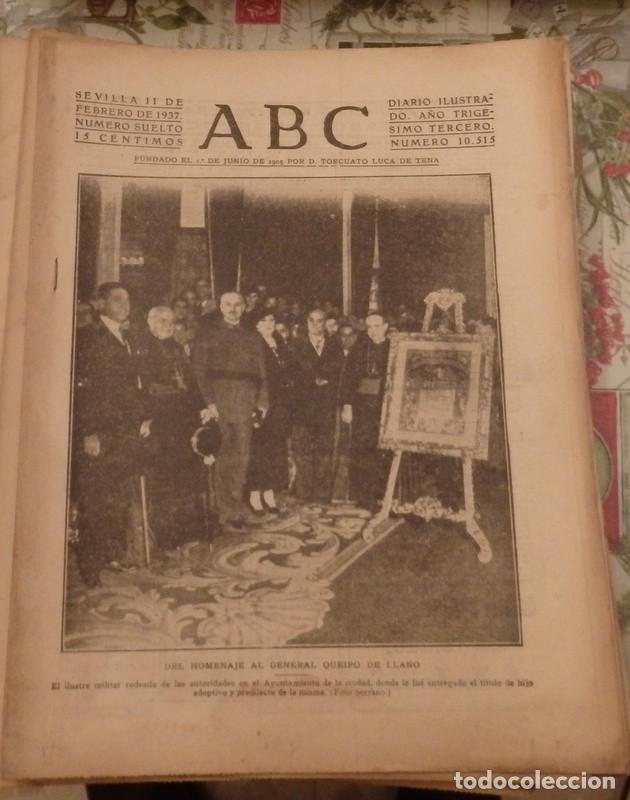 SEVILLA 11 DE
FEBRERO DE 1937.
NUMERO SUELTO
15 CENTIMOS
ABC
DIARIO ILUSTRA-
DO. AÑO TRIGE-
SIMO TERCERO.
NUMERO 10.515
FUNDADO EL 1.º DE JUNIO DE 1905 POR D. TORCUATO LUCA DE TENA
DEL HOMENAJE AL GENERAL QUEIPO DE LLANO
El ilustre militar rodeado de las autoridades en el Ayuntamiento de la ciudad, donde le fué entregado el título de hijo
adoptivo y predilecto de la misma. (Foto Serrano.)
todocoleccion